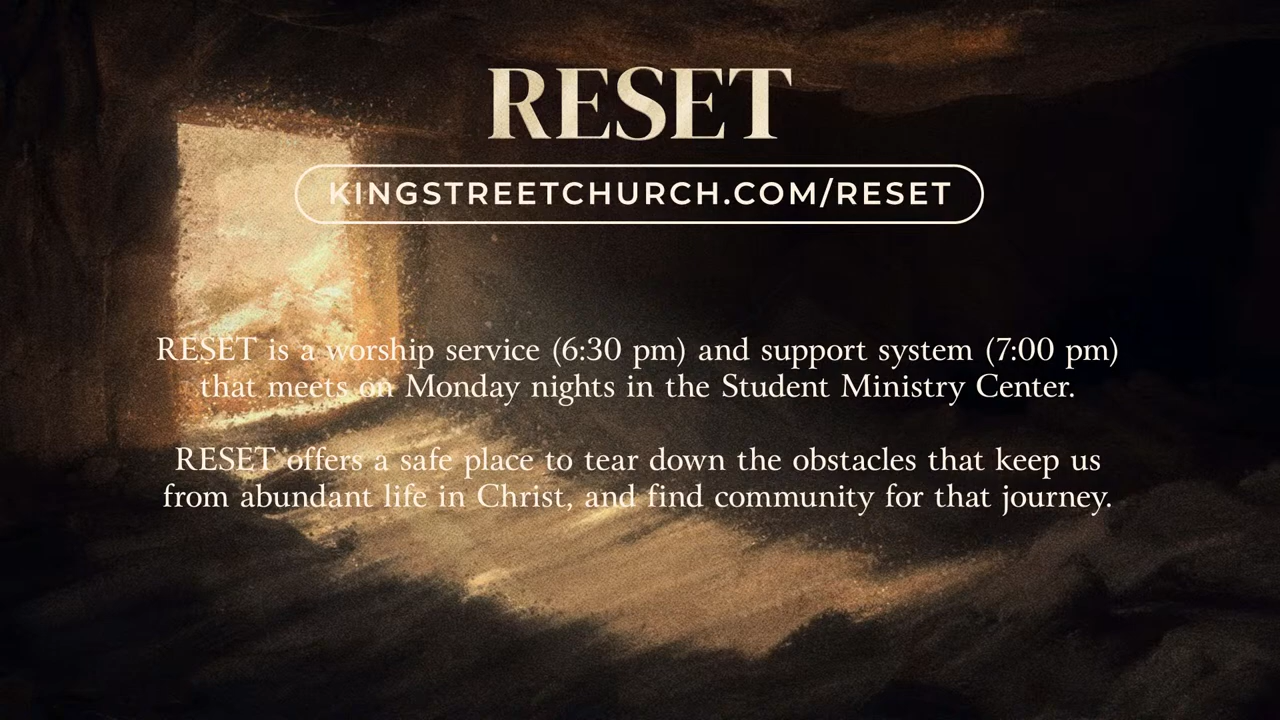 RESET
KINGSTREETCHURCH.COM/RESET
RESET is a worship service (6:30 pm) and support system (7:00 pm)
that meets on Monday nights in the Student Ministry Center.
RESET offers a safe place to tear down the obstacles that keep us
from abundant life in Christ, and find community for that journey.